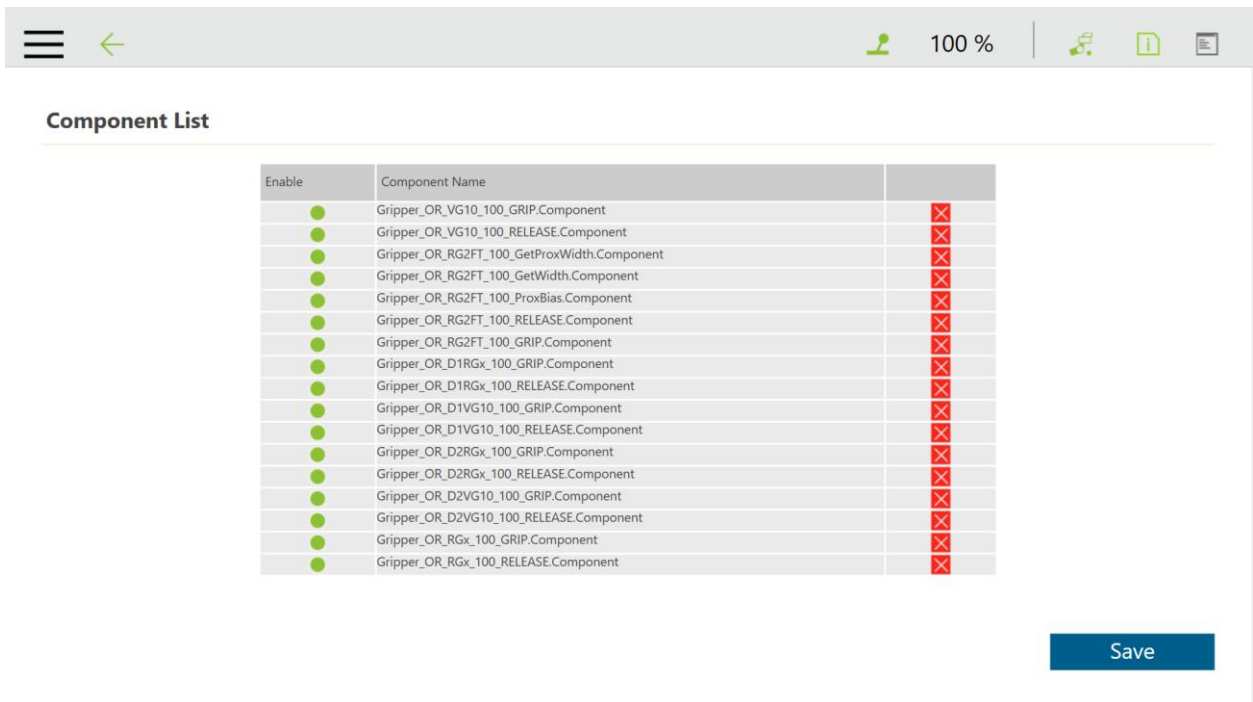 100 %
Component List
Enable Component Name
Gripper_OR_VG10_100_GRIP.Component
Gripper_OR_VG10_100_RELEASE.Component
Gripper_OR_RG2FT_100_GetProxWidth.Component
Gripper_OR_RG2FT_100_GetWidth.Component
Gripper_OR_RG2FT_100_ProxBias.Component
Gripper_OR_RG2FT_100_RELEASE.Component
Gripper_OR_RG2FT_100_GRIP.Component
Gripper_OR_D1RGx_100_GRIP.Component
Gripper_OR_D1RGx_100_RELEASE.Component
Gripper_OR_D1VG10_100_GRIP.Component
Gripper_OR_D1VG10_100_RELEASE.Component
Gripper_OR_D2RGx_100_GRIP.Component
Gripper_OR_D2RGx_100_RELEASE.Component
Gripper_OR_D2VG10_100_GRIP.Component
Gripper_OR_D2VG10_100_RELEASE.Component
Gripper_OR_RGx_100_GRIP.Component
Gripper_OR_RGx_100_RELEASE.Component
Save